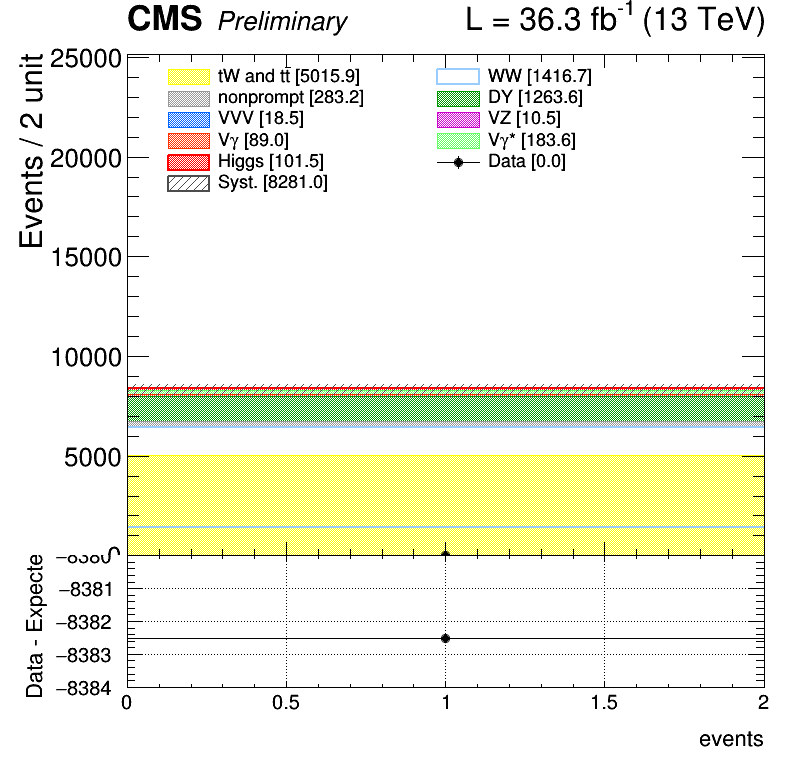 CMS Preliminary L = 36.3 fb⁻¹ (13 TeV)
Events / 2 unit
25000
20000
15000
10000
5000
tW and tt̄ [5015.9]
nonprompt [283.2]
VVV [18.5]
Vγ [89.0]
Higgs [101.5]
Syst. [8281.0]
WW [1416.7]
DY [1263.6]
VZ [10.5]
Vγ* [183.6]
Data [0.0]
Data - Expecte
−8380
−8381
−8382
−8383
−8384
0 0.5 1 1.5 2
events